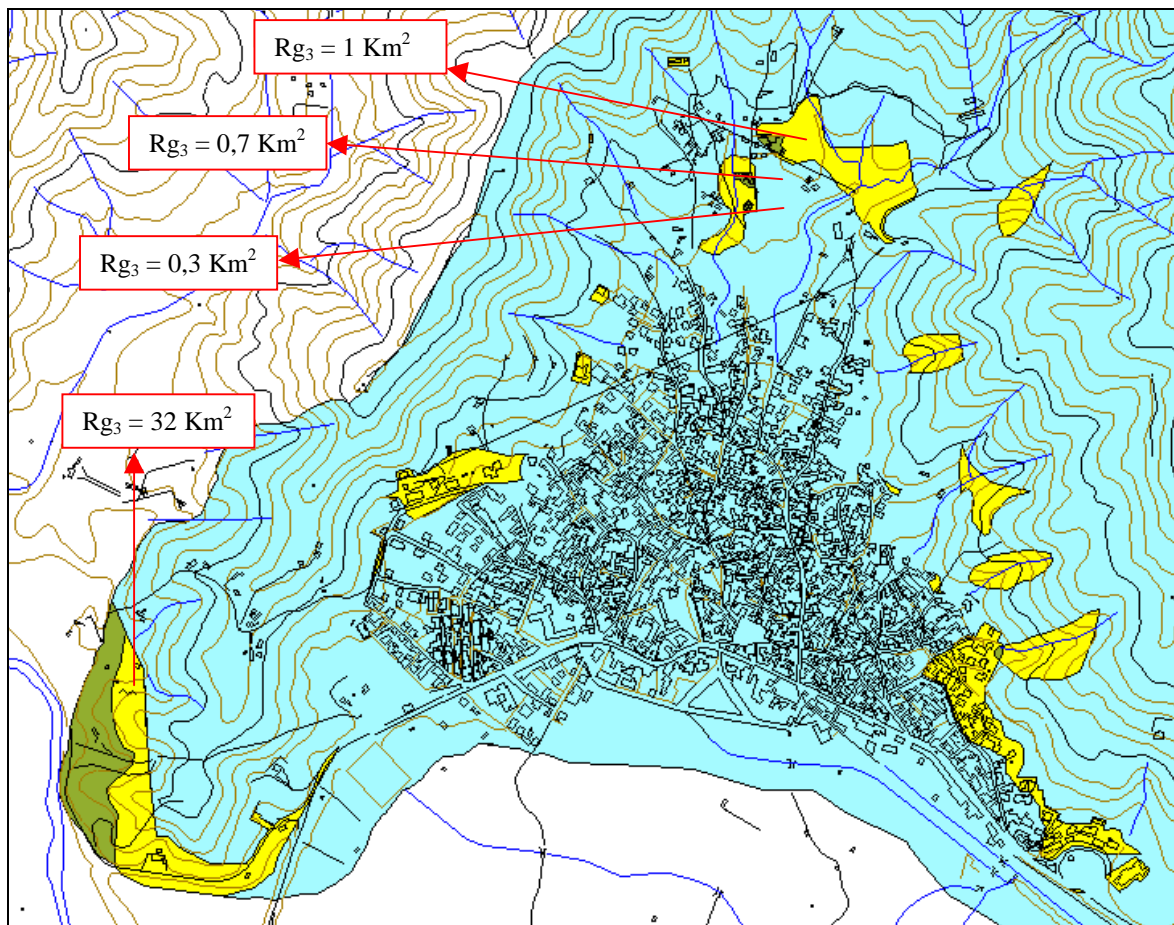 Rg₃ = 1 Km²
Rg₃ = 0,7 Km²
Rg₃ = 0,3 Km²
Rg₃ = 32 Km²